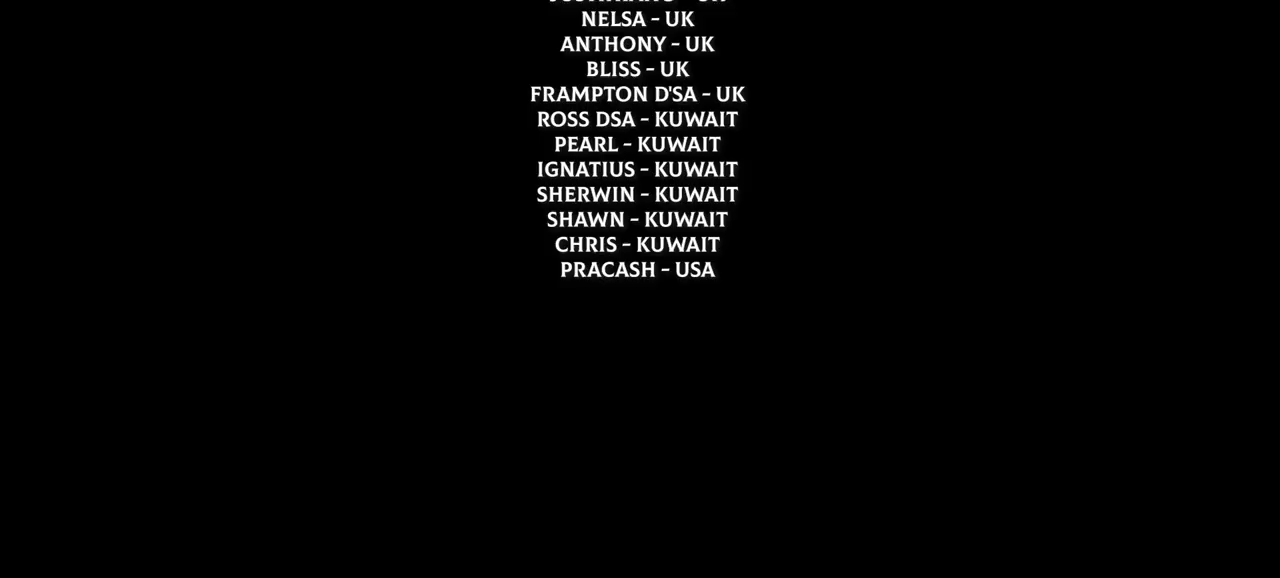 NELSA - UK
ANTHONY - UK
BLISS - UK
FRAMPTON D'SA - UK
ROSS DSA - KUWAIT
PEARL - KUWAIT
IGNATIUS - KUWAIT
SHERWIN - KUWAIT
SHAWN - KUWAIT
CHRIS - KUWAIT
PRACASH - USA